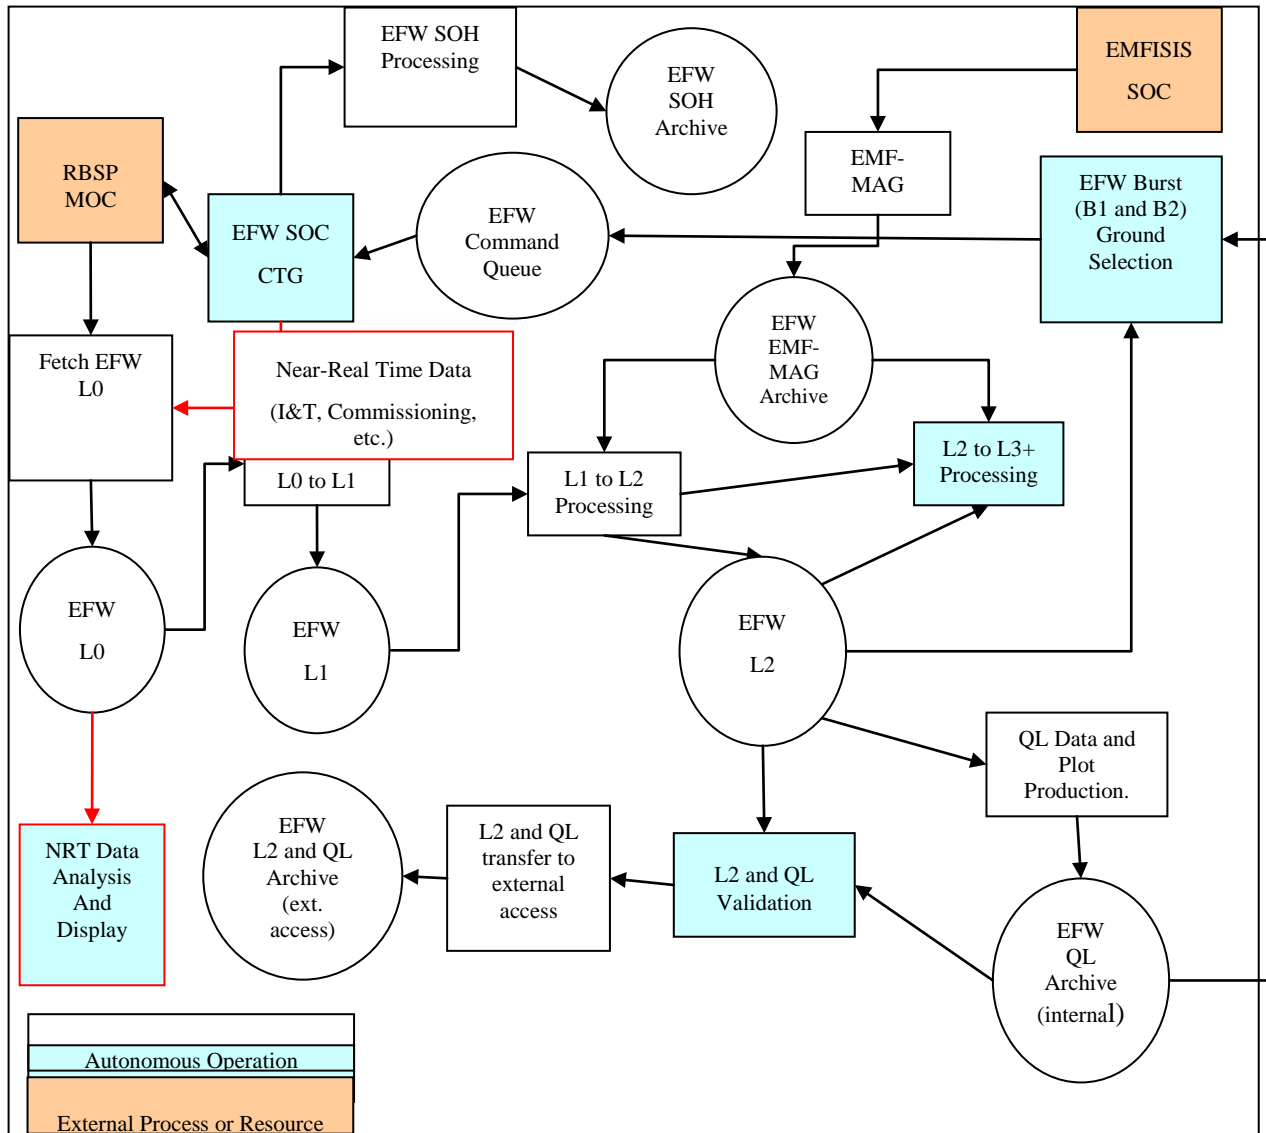 EFW SOH
Processing
EFW
SOH
Archive
EMFISIS
SOC
RBSP
MOC
EFW SOC
CTG
EFW
Command
Queue
EMF-
MAG
EFW Burst
(B1 and B2)
Ground
Selection
Fetch EFW
L0
Near-Real Time Data
(I&T, Commissioning,
etc.)
L0 to L1
EFW
EMF-
MAG
Archive
L1 to L2
Processing
L2 to L3+
Processing
EFW
L0
EFW
L1
EFW
L2
QL Data and
Plot
Production.
NRT Data
Analysis
And
Display
EFW
L2 and QL
Archive
(ext.
access)
L2 and QL
transfer to
external
access
L2 and QL
Validation
EFW
QL
Archive
(internal)
Autonomous Operation
External Process or Resource